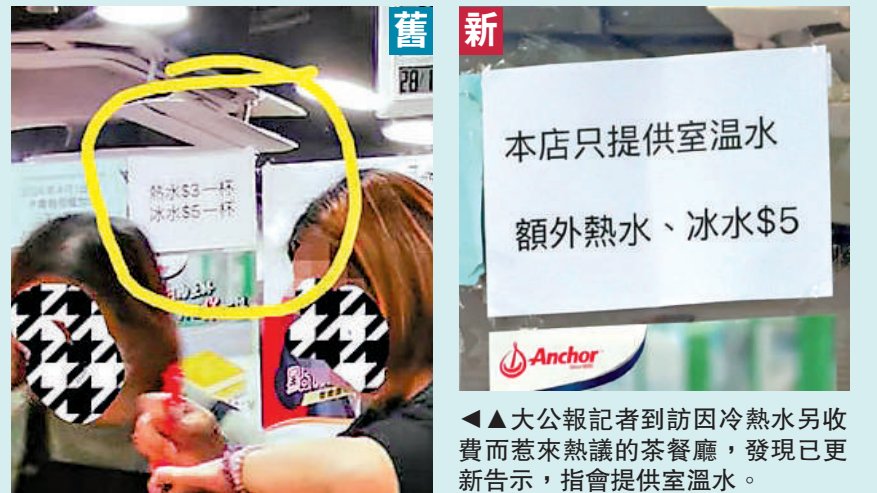 舊
28/1
熱水$3一杯
冰水$5一杯
新
本店只提供室溫水
額外熱水、冰水$5
Anchor
◀▲大公報記者到訪因冷熱水另收
費而惹來熱議的茶餐廳，發現已更
新告示，指會提供室溫水。